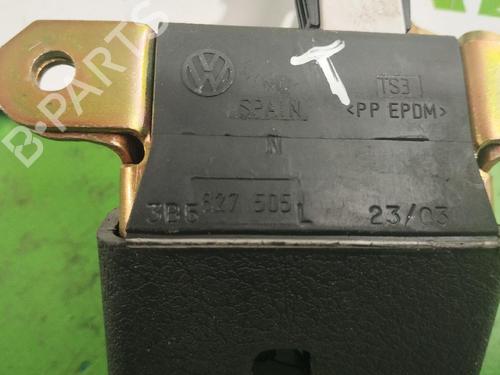 B-PARTS
T
TS3
SPAIN
<PP EPDM>
N
3B5 827 505 L 23/03